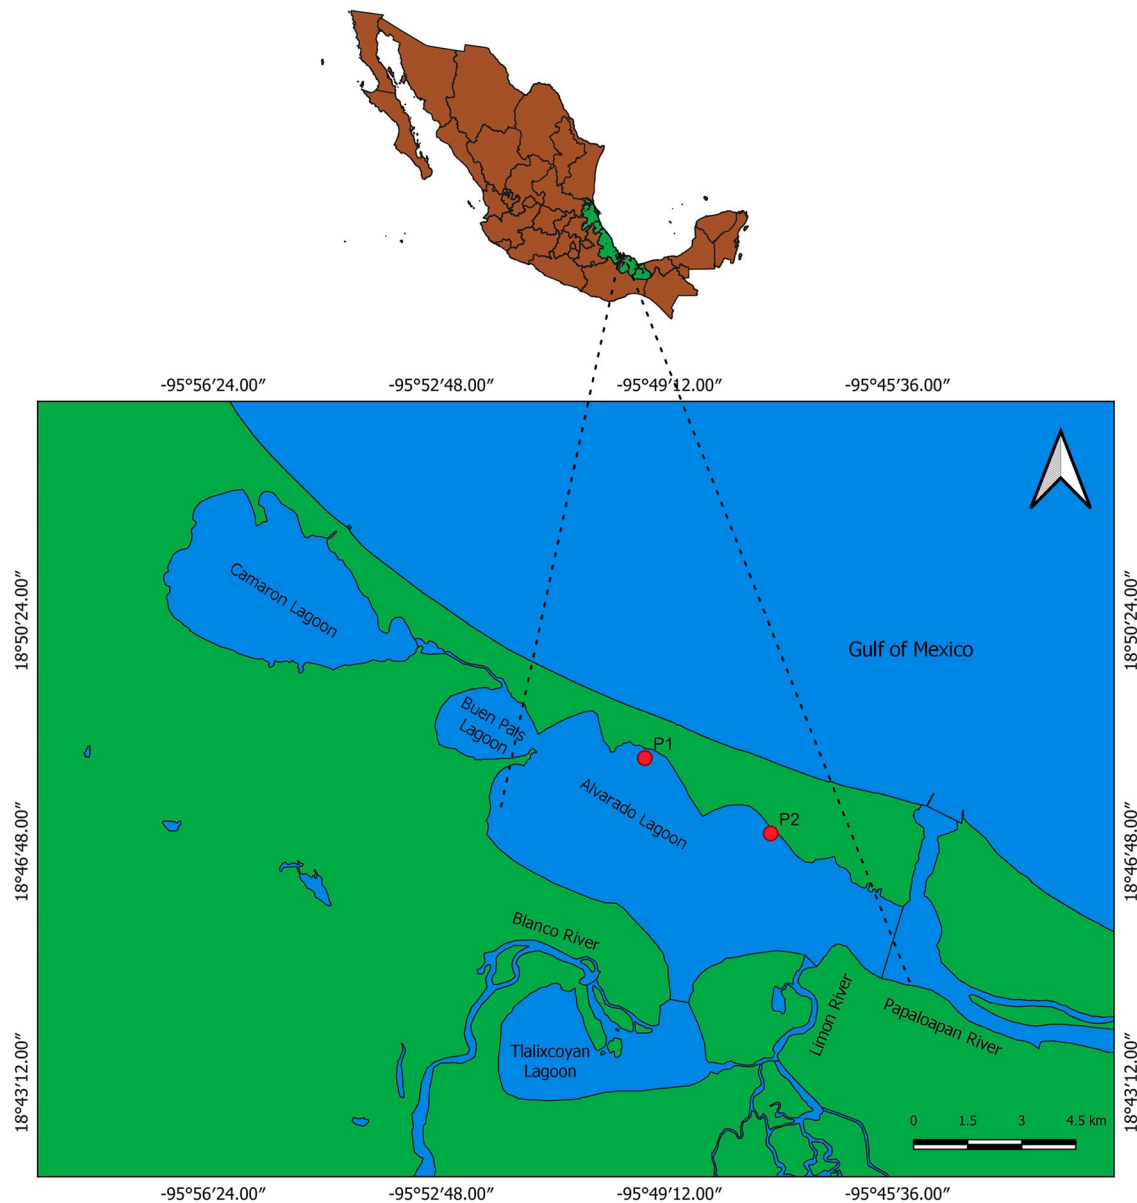 -95°56′24.00″ -95°52′48.00″ -95°49′12.00″ -95°45′36.00″
18°50′24.00″
18°50′24.00″
Camaron Lagoon
Gulf of Mexico
Buen País
Lagoon
P1
Alvarado Lagoon
P2
18°46′48.00″
18°46′48.00″
Blanco River
Limon River
Papaloapan River
Tlalixcoyan
Lagoon
18°43′12.00″
18°43′12.00″
0 1.5 3 4.5 km
-95°56′24.00″ -95°52′48.00″ -95°49′12.00″ -95°45′36.00″